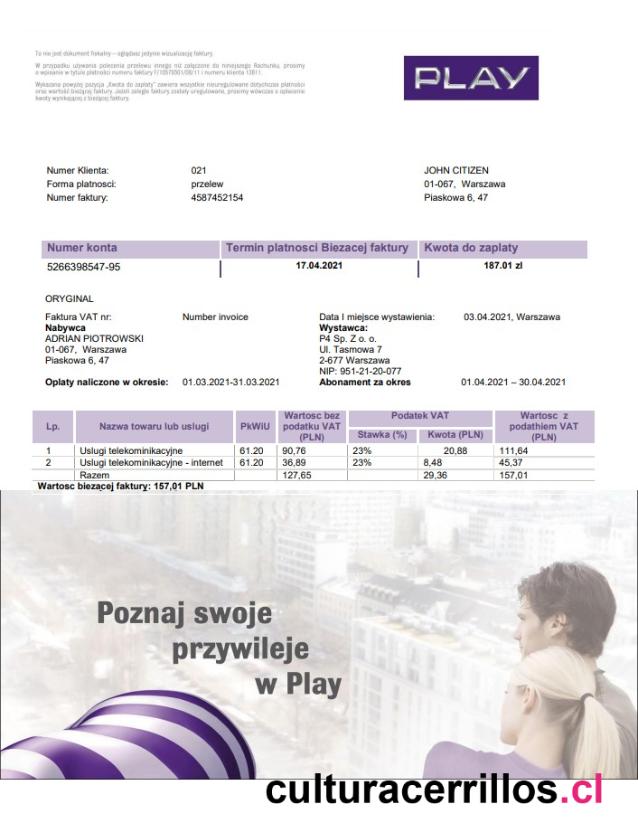 To nie jest dokument fiskalny – oglądasz jedynie wizualizację faktury.
W przypadku używania polecenia przelewu innego niż załączone do niniejszego Rachunku, prosimy
o wpisanie w tytule płatności numeru faktury F/10570001/08/11 i numeru klienta 13811.
Wykazana powyżej pozycja „Kwota do zapłaty” zawiera wszystkie nieuregulowane dotychczas płatności
oraz wartość bieżącej faktury. Jeżeli zaległe faktury zostały uregulowane, prosimy wówczas o opłacenie
kwoty wynikającej z bieżącej faktury.
PLAY
Numer Klienta: 021
Forma platnosci: przelew
Numer faktury: 4587452154
JOHN CITIZEN
01-067, Warszawa
Piaskowa 6, 47
Numer konta Termin platnosci Biezacej faktury Kwota do zaplaty
5266398547-95 17.04.2021 187.01 zl
ORYGINAL
Faktura VAT nr: Number invoice
Nabywca
ADRIAN PIOTROWSKI
01-067, Warszawa
Piaskowa 6, 47
Oplaty naliczone w okresie: 01.03.2021-31.03.2021
Data I miejsce wystawienia: 03.04.2021, Warszawa
Wystawca:
P4 Sp. Z o. o.
Ul. Tasmowa 7
2-677 Warszawa
NIP: 951-21-20-077
Abonament za okres 01.04.2021 – 30.04.2021
Lp. Nazwa towaru lub uslugi PKWiU Wartosc bez podatku VAT (PLN) Podatek VAT Stawka (%) Kwota (PLN) Wartosc z podathiem VAT (PLN)
1 Uslugi telekominikacyjne 61.20 90,76 23% 20,88 111,64
2 Uslugi telekominikacyjne - internet 61.20 36,89 23% 8,48 45,37
Razem 127,65 29,36 157,01
Wartosc biezącej faktury: 157,01 PLN
Poznaj swoje
przywileje
w Play
culturacerrillos.cl